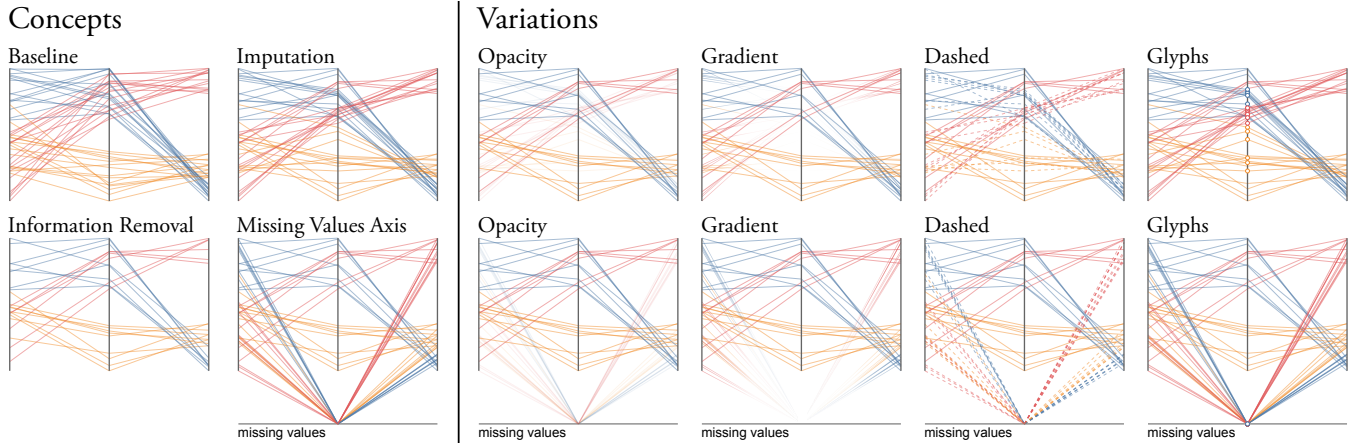 Concepts
Variations
Baseline
Imputation
Opacity
Gradient
Dashed
Glyphs
Information Removal
Missing Values Axis
Opacity
Gradient
Dashed
Glyphs
missing values
missing values
missing values
missing values
missing values